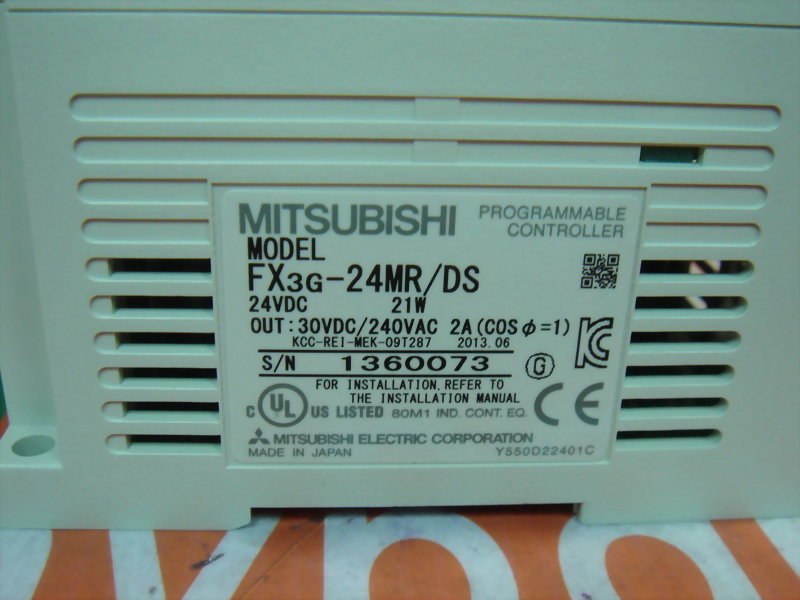 MITSUBISHI PROGRAMMABLE CONTROLLER
MODEL
FX3G-24MR/DS
24VDC 21W
OUT:30VDC/240VAC 2A(COSφ=1)
KCC-REI-MEK-09T287 2013.06
S/N 1360073 G
FOR INSTALLATION, REFER TO
THE INSTALLATION MANUAL
C UL US LISTED 80M1 IND. CONT. EQ. CE
MITSUBISHI ELECTRIC CORPORATION
MADE IN JAPAN Y550D22401C